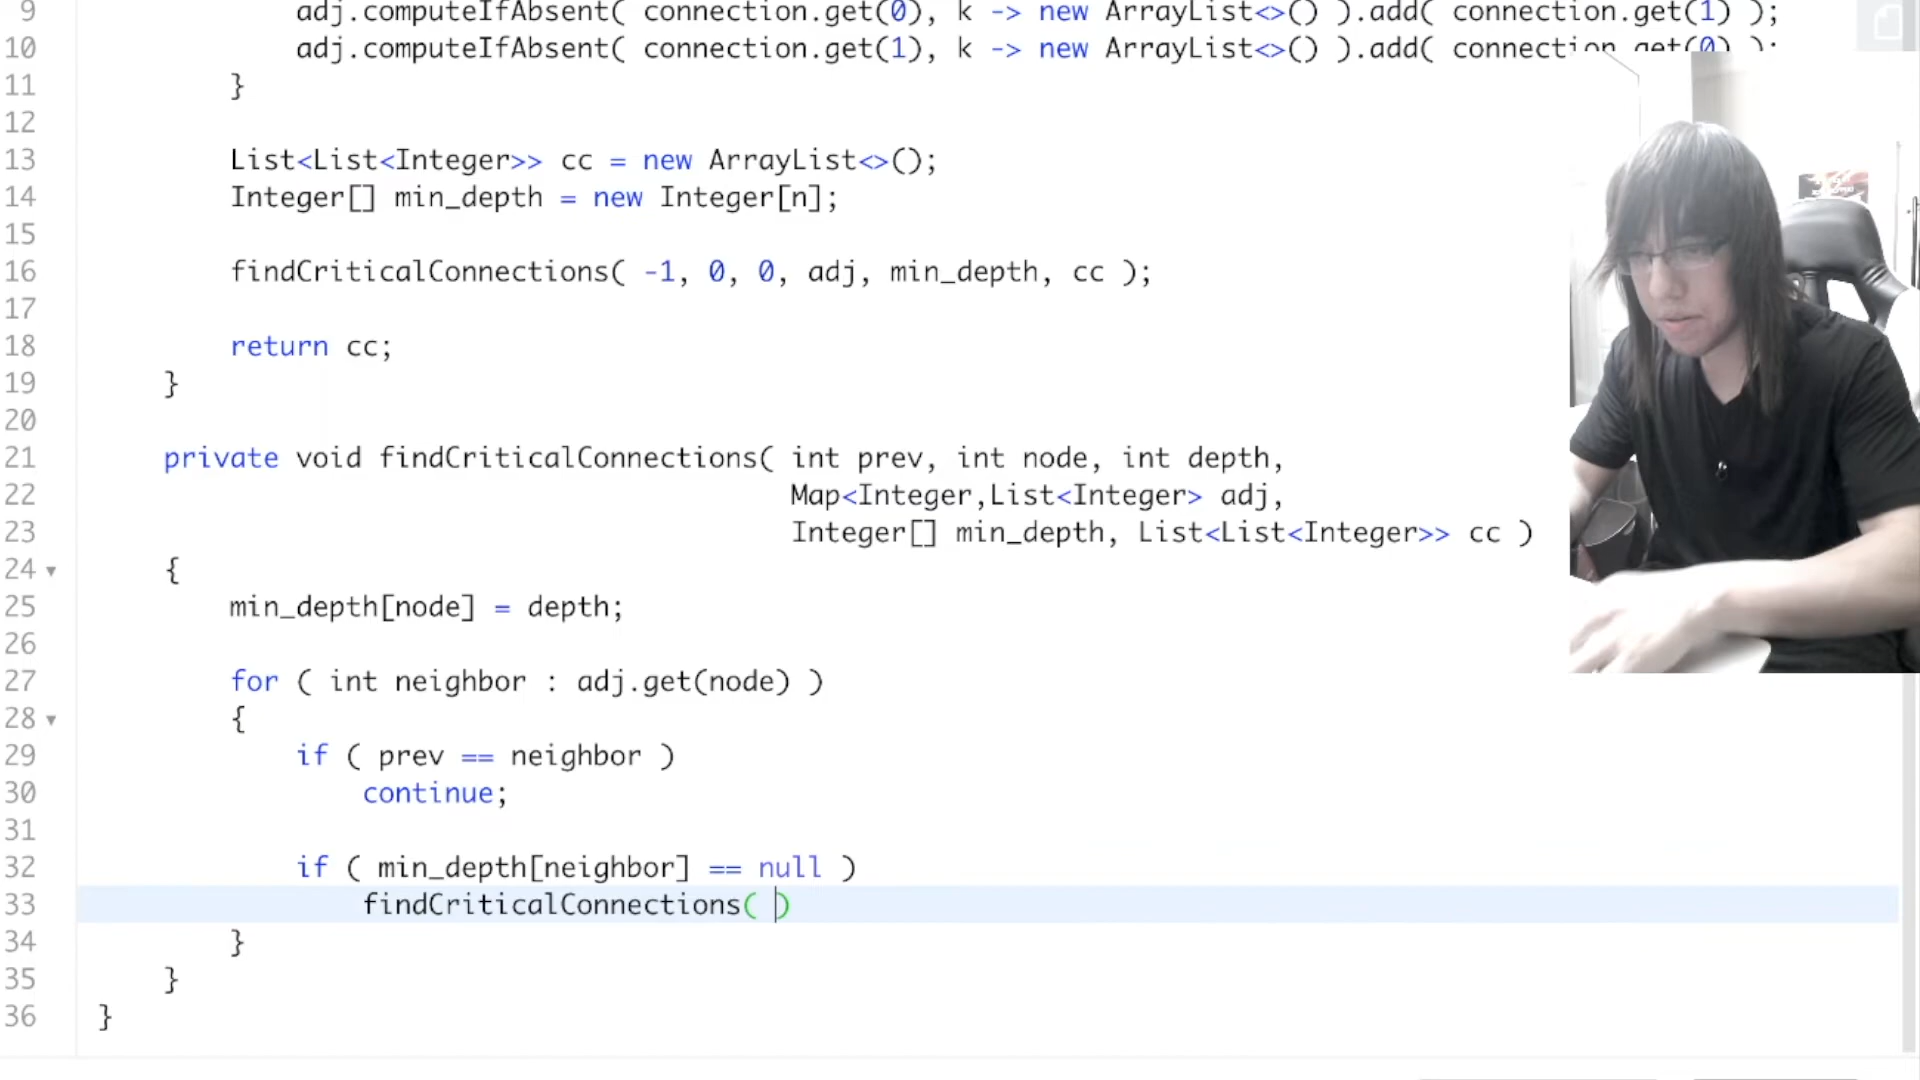 9 adj.computeIfAbsent( connection.get(0), k -> new ArrayList<>() ).add( connection.get(1) );
10 adj.computeIfAbsent( connection.get(1), k -> new ArrayList<>() ).add( connection.get(0) );
11 }
12
13 List<List<Integer>> cc = new ArrayList<>();
14 Integer[] min_depth = new Integer[n];
15
16 findCriticalConnections( -1, 0, 0, adj, min_depth, cc );
17
18 return cc;
19 }
20
21 private void findCriticalConnections( int prev, int node, int depth,
22 Map<Integer,List<Integer> adj,
23 Integer[] min_depth, List<List<Integer>> cc )
24 {
25 min_depth[node] = depth;
26
27 for ( int neighbor : adj.get(node) )
28 {
29 if ( prev == neighbor )
30 continue;
31
32 if ( min_depth[neighbor] == null )
33 findCriticalConnections( )
34 }
35 }
36 }